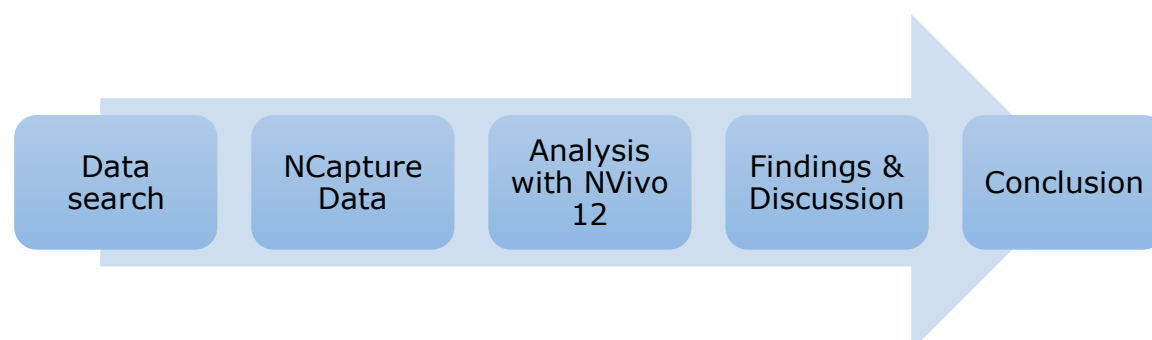 Data
search
NCapture
Data
Analysis
with NVivo
12
Findings &
Discussion
Conclusion